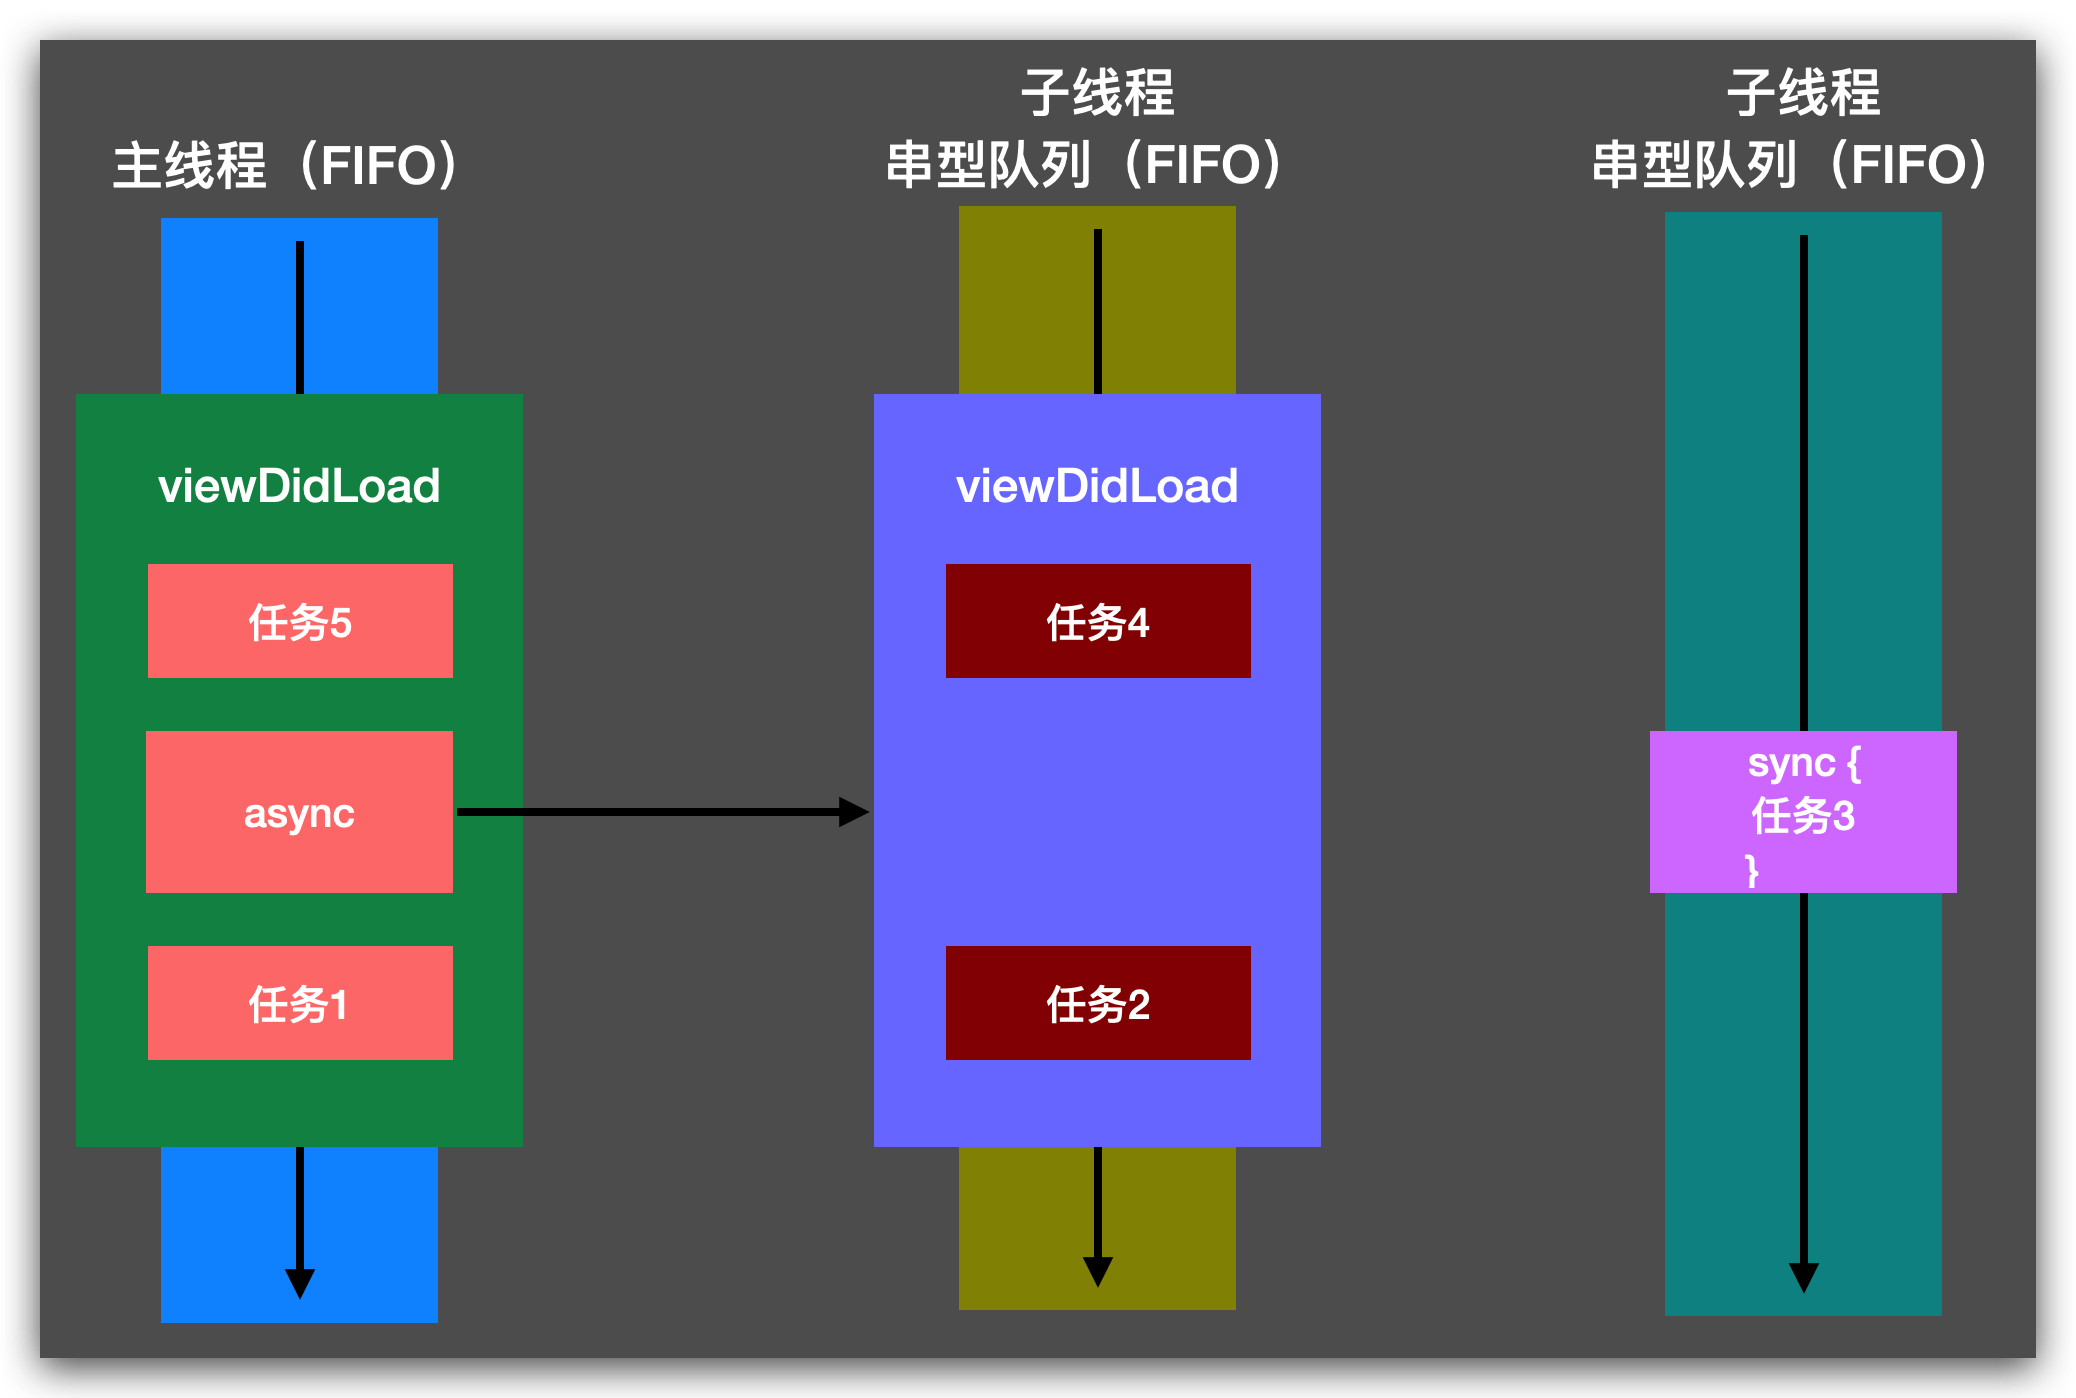 主线程（FIFO）
viewDidLoad
任务5
async
任务1
子线程
串型队列（FIFO）
viewDidLoad
任务4
任务2
子线程
串型队列（FIFO）
sync {
任务3
}